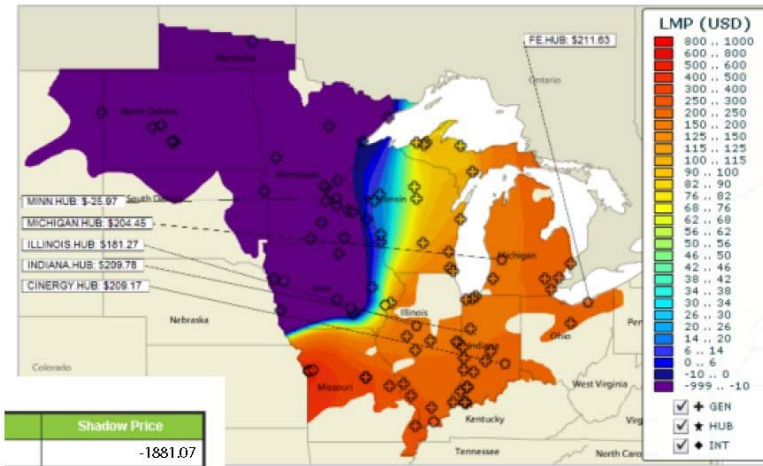 FE.HUB: $211.63
Manitoba
Ontario
North Dakota
Minnesota
South Dakota
Wisconsin
MINN.HUB: $-25.97
MICHIGAN.HUB: $204.45
ILLINOIS.HUB: $181.27
INDIANA.HUB: $209.78
CINERGY.HUB: $209.17
Michigan
Iowa
Nebraska
Illinois
Indiana
Ohio
Pen
Colorado
Missouri
West Virginia
Kentucky
Virg
Tennessee
North Caro
LMP (USD)
800 .. 1000
600 .. 800
500 .. 600
400 .. 500
300 .. 400
250 .. 300
200 .. 250
150 .. 200
125 .. 150
115 .. 125
100 .. 115
90 .. 100
82 .. 90
76 .. 82
68 .. 76
62 .. 68
56 .. 62
50 .. 56
46 .. 50
42 .. 46
38 .. 42
34 .. 38
30 .. 34
26 .. 30
20 .. 26
14 .. 20
6 .. 14
0 .. 6
-10 .. 0
-999 .. -10
GEN
HUB
INT
Shadow Price
-1881.07